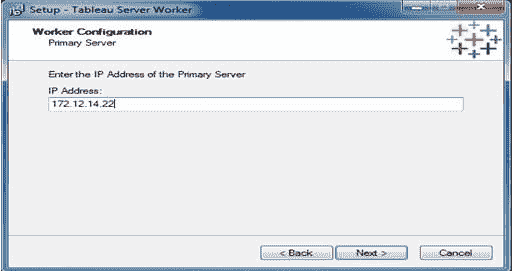 Setup - Tableau Server Worker
Worker Configuration
Primary Server
Enter the IP Address of the Primary Server
IP Address:
172.12.14.22
< Back Next > Cancel